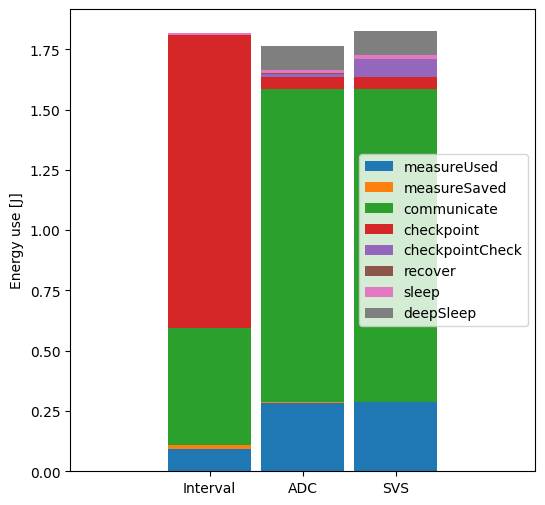 Energy use [J]
1.75
1.50
1.25
1.00
0.75
0.50
0.25
0.00
measureUsed
measureSaved
communicate
checkpoint
checkpointCheck
recover
sleep
deepSleep
Interval ADC SVS